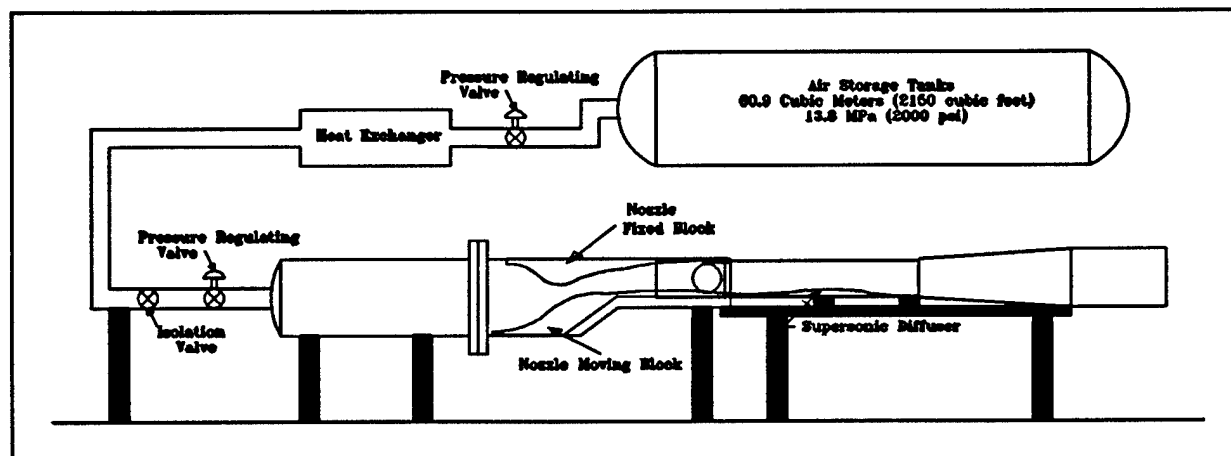 Pressure Regulating
Valve
Air Storage Tanks
60.9 Cubic Meters (2150 cubic feet)
13.8 MPa (2000 psi)
Heat Exchanger
Nozzle
Fixed Block
Pressure Regulating
Valve
Isolation
Valve
Supersonic Diffuser
Nozzle Moving Block